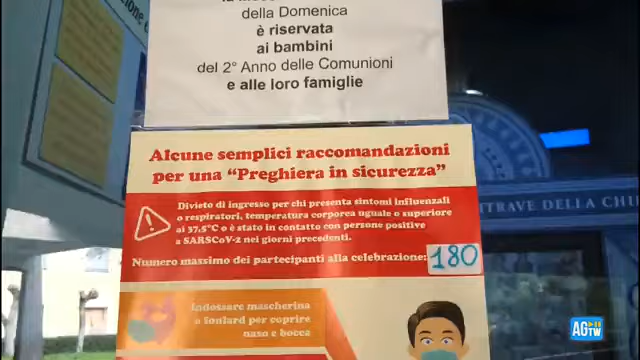 della Domenica
è riservata
ai bambini
del 2° Anno delle Comunioni
e alle loro famiglie
Alcune semplici raccomandazioni
per una “Preghiera in sicurezza”
Divieto di ingresso per chi presenta sintomi influenzali
o respiratori, temperatura corporea uguale o superiore
ai 37,5°C o è stato in contatto con persone positive
a SARSCoV-2 nei giorni precedenti.
Numero massimo dei partecipanti alla celebrazione: 180
Indossare mascherina
o foulard per coprire
naso e bocca
ITRAVE DELLA CHI
AGTW